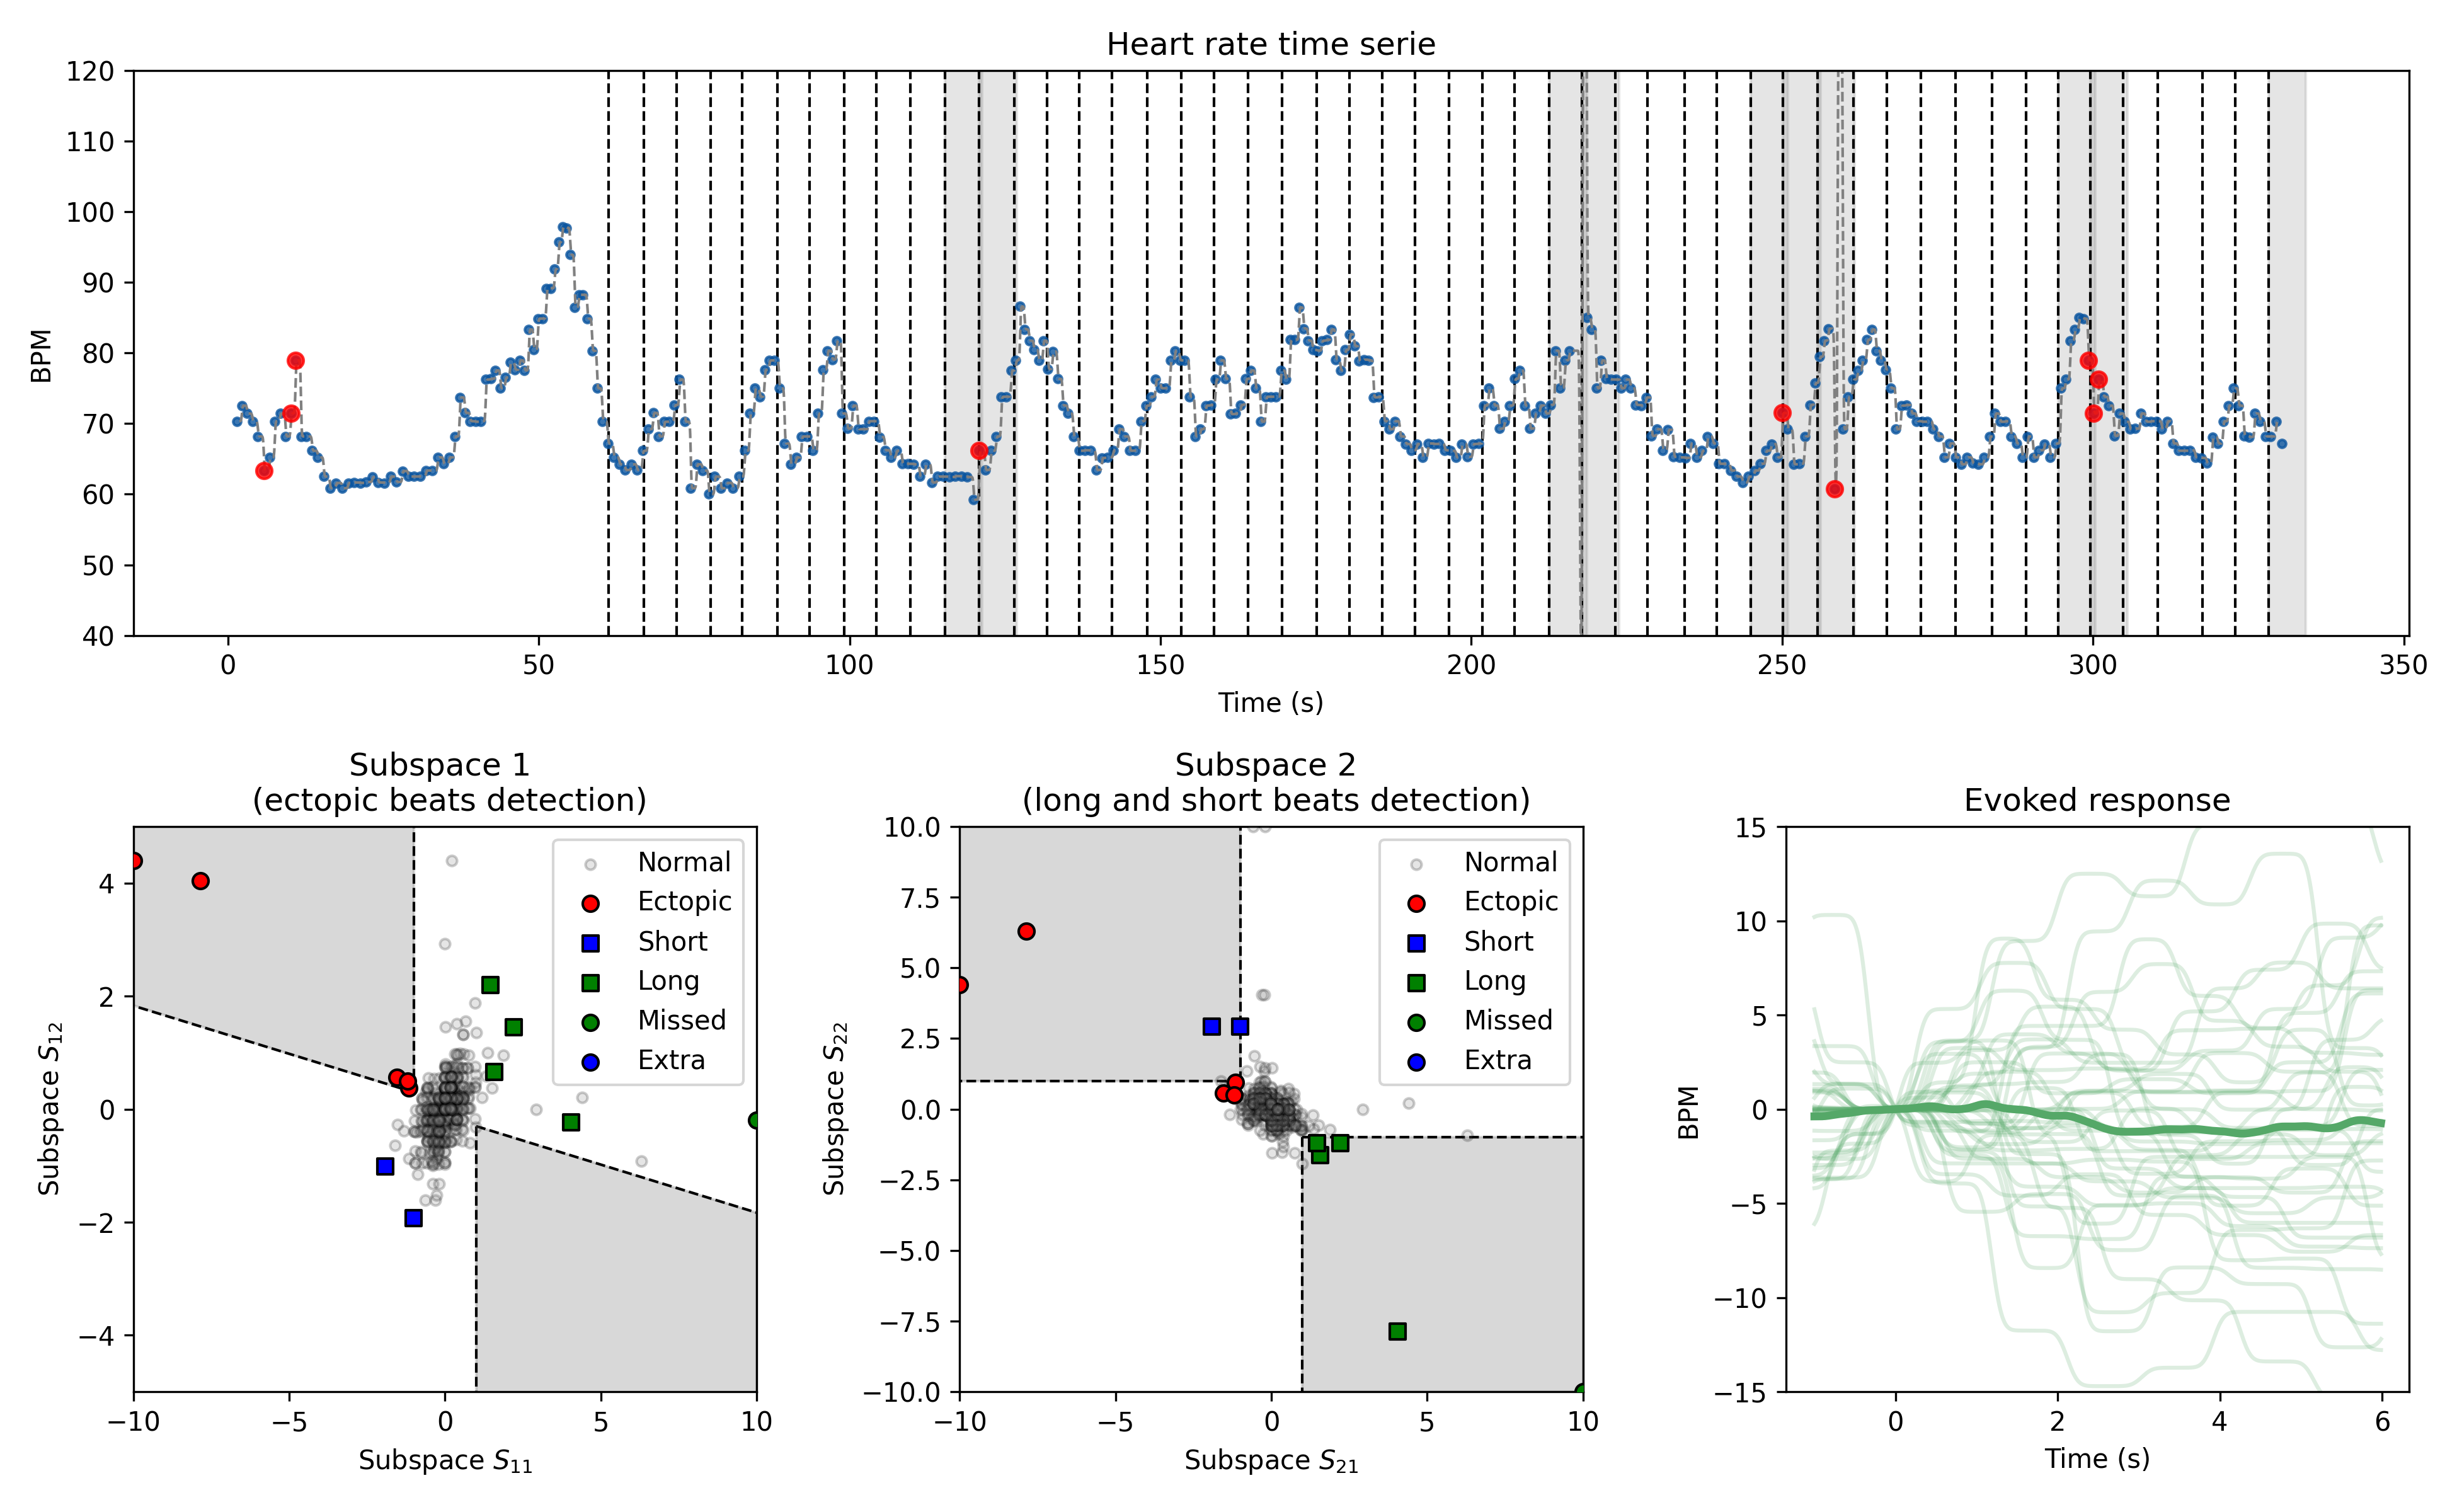 Heart rate time serie
120
110
100
90
80
70
60
50
40
BPM
0 50 100 150 200 250 300 350
Time (s)
Subspace 1
(ectopic beats detection)
4
2
0
−2
−4
Subspace S12
Normal
Ectopic
Short
Long
Missed
Extra
−10 −5 0 5 10
Subspace S11
Subspace 2
(long and short beats detection)
10.0
7.5
5.0
2.5
0.0
−2.5
−5.0
−7.5
−10.0
Subspace S22
Normal
Ectopic
Short
Long
Missed
Extra
−10 −5 0 5 10
Subspace S21
Evoked response
15
10
5
0
−5
−10
−15
BPM
0 2 4 6
Time (s)